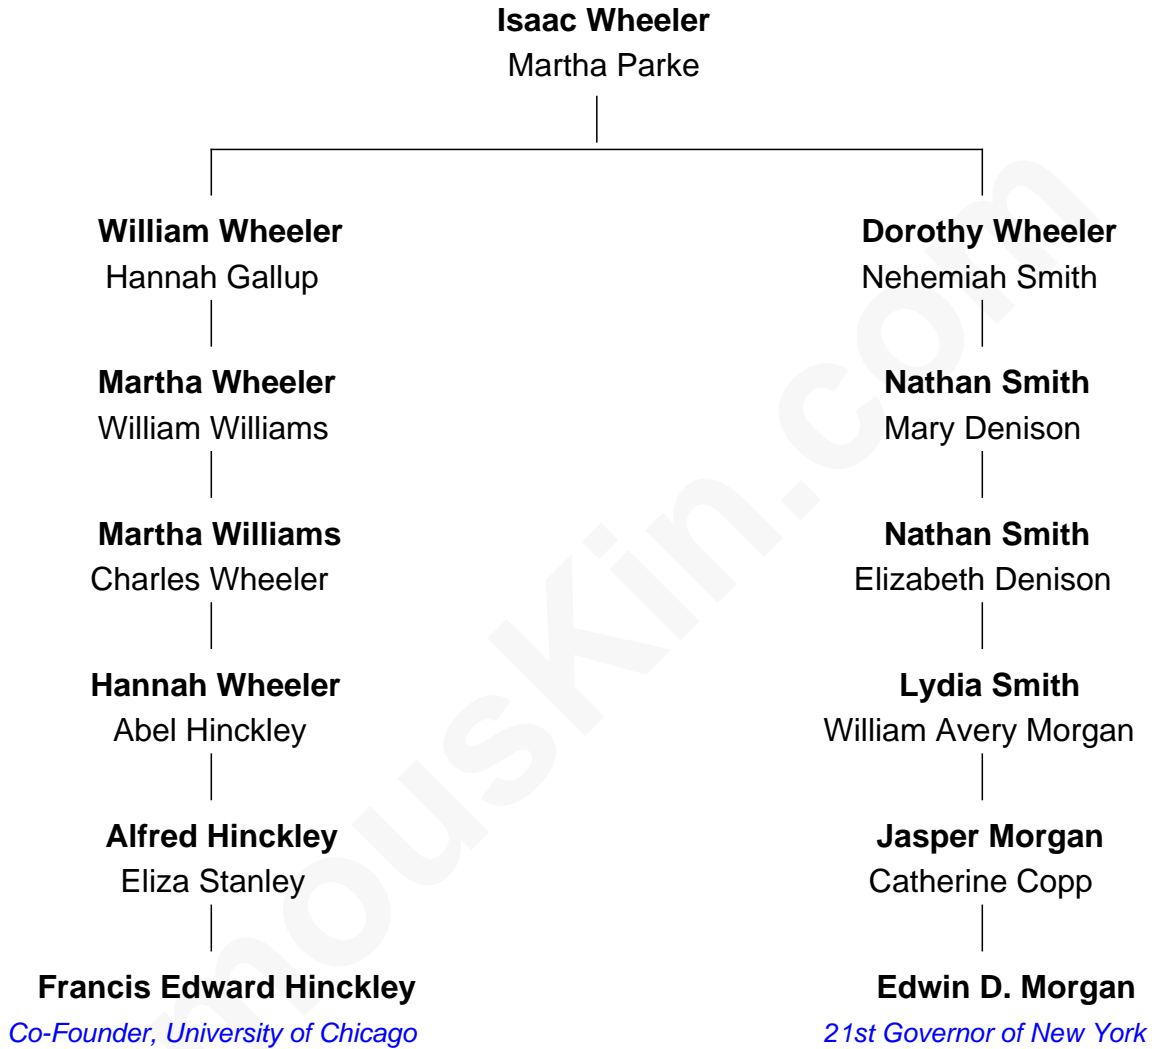 Isaac Wheeler
Martha Parke
William Wheeler
Hannah Gallup
Dorothy Wheeler
Nehemiah Smith
Martha Wheeler
William Williams
Nathan Smith
Mary Denison
Martha Williams
Charles Wheeler
Nathan Smith
Elizabeth Denison
Hannah Wheeler
Abel Hinckley
Lydia Smith
William Avery Morgan
Alfred Hinckley
Eliza Stanley
Jasper Morgan
Catherine Copp
Francis Edward Hinckley
Co-Founder, University of Chicago
Edwin D. Morgan
21st Governor of New York
mousKin.com